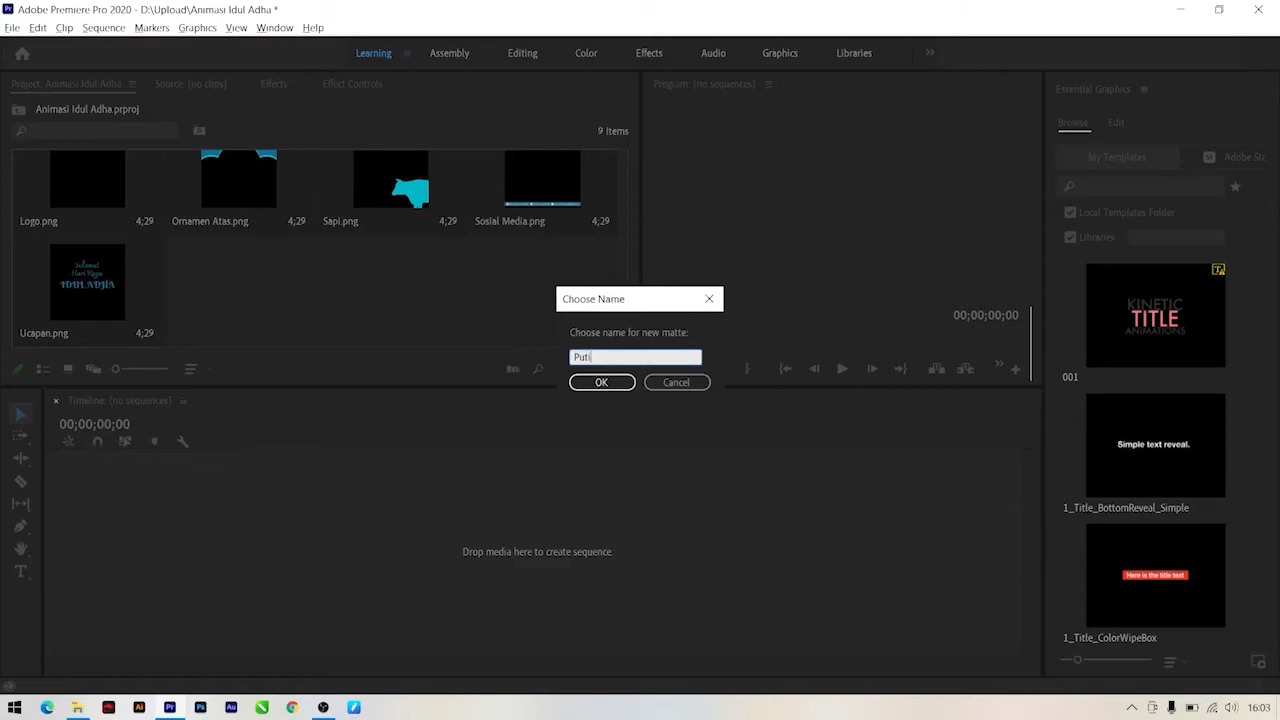 Adobe Premiere Pro 2020 - D:\Upload\Animasi Idul Adha *
File Edit Clip Sequence Markers Graphics View Window Help
Learning Assembly Editing Color Effects Audio Graphics Libraries
Project: Animasi Idul Adha Source: (no clips) Effects Effect Controls
Program: (no sequences)
Essential Graphics
Animasi Idul Adha.prproj
Browse Edit
9 Items
My Templates Adobe Stc
Local Templates Folder
Libraries
Logo.png 4;29
Ornamen Atas.png 4;29
Sapi.png 4;29
Sosial Media.png 4;29
Selamat
Hari Raya
IDUL ADHA
Ucapan.png 4;29
Choose Name
Choose name for new matte:
Puti
OK Cancel
00;00;00;00
KINETIC
TITLE
ANIMATIONS
001
Timeline: (no sequences)
00;00;00;00
Drop media here to create sequence.
Simple text reveal.
1_Title_BottomReveal_Simple
Here is the title text
1_Title_ColorWipeBox
16:03